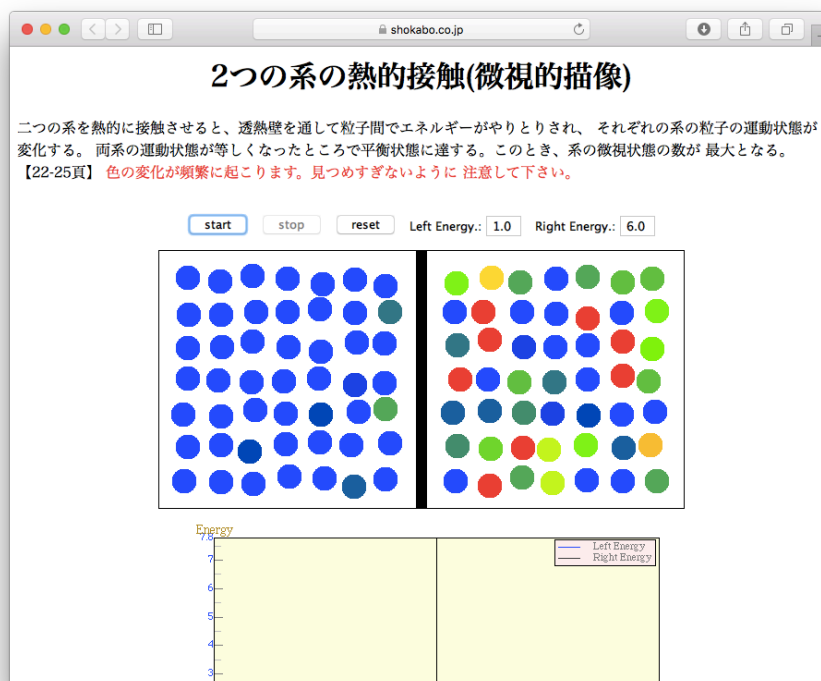 shokabo.co.jp
2つの系の熱的接触(微視的描像)
二つの系を熱的に接触させると、透熱壁を通して粒子間でエネルギーがやりとりされ、 それぞれの系の粒子の運動状態が
変化する。 両系の運動状態が等しくなったところで平衡状態に達する。このとき、系の微視状態の数が 最大となる。
【22-25頁】 色の変化が頻繁に起こります。見つめすぎないように 注意して下さい。
start stop reset Left Energy.: 1.0 Right Energy.: 6.0
Energy
7.8
Left Energy
Right Energy
7
6
5
4
3